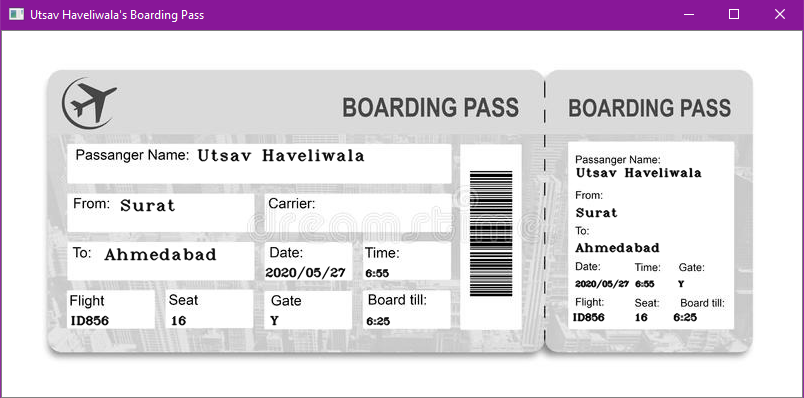 Utsav Haveliwala's Boarding Pass
BOARDING PASS
Passanger Name: Utsav Haveliwala
From: Surat
Carrier:
To: Ahmedabad
Date:
2020/05/27
Time:
6:55
Flight
ID856
Seat
16
Gate
Y
Board till:
6:25
dreamstime
BOARDING PASS
Passanger Name:
Utsav Haveliwala
From:
Surat
To:
Ahmedabad
Date: Time: Gate:
2020/05/27 6:55 Y
Flight: Seat: Board till:
ID856 16 6:25